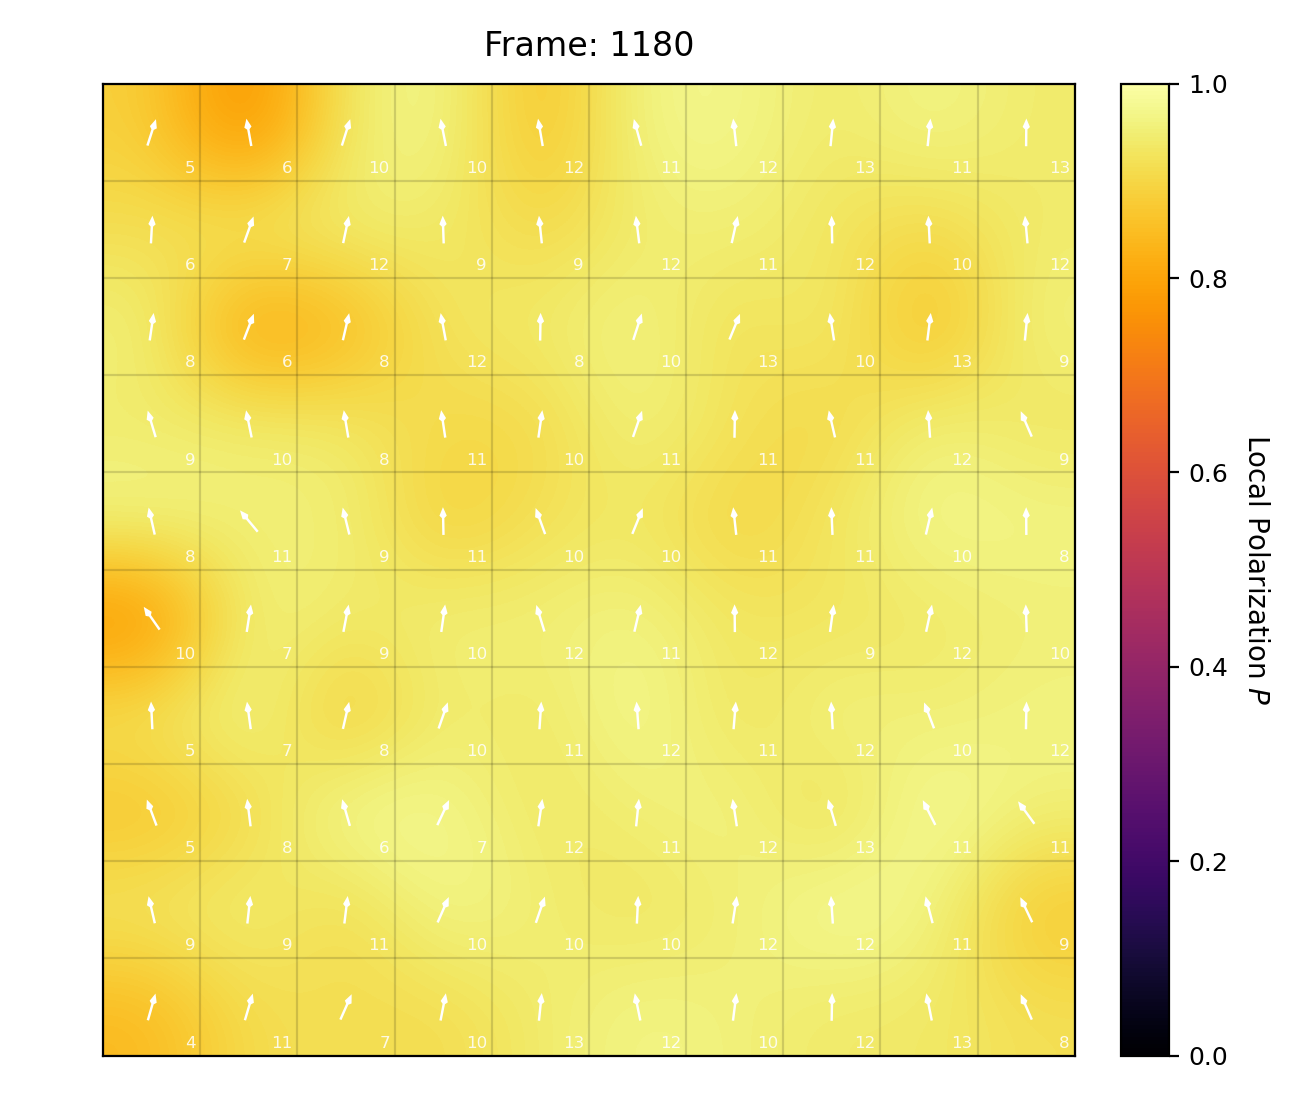 Frame: 1180
5 6 10 10 12 11 12 13 11 13
6 7 12 9 9 12 11 12 10 12
8 6 8 12 8 10 13 10 13 9
9 10 8 11 10 11 11 11 12 9
8 11 9 11 10 10 11 11 10 8
10 7 9 10 12 11 12 9 12 10
5 7 8 10 11 12 11 12 10 12
5 8 6 7 12 11 12 13 11 11
9 9 11 10 10 10 12 12 11 9
4 11 7 10 13 12 10 12 13 8
1.0
0.8
0.6
0.4
0.2
0.0
Local Polarization P